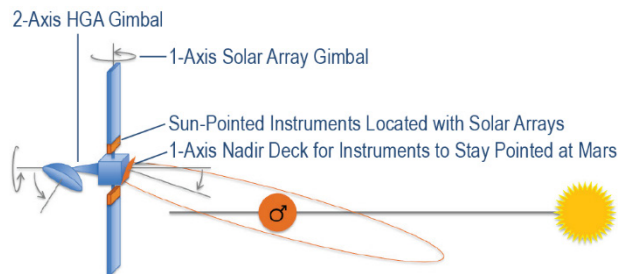 2-Axis HGA Gimbal
1-Axis Solar Array Gimbal
Sun-Pointed Instruments Located with Solar Arrays
1-Axis Nadir Deck for Instruments to Stay Pointed at Mars
♂